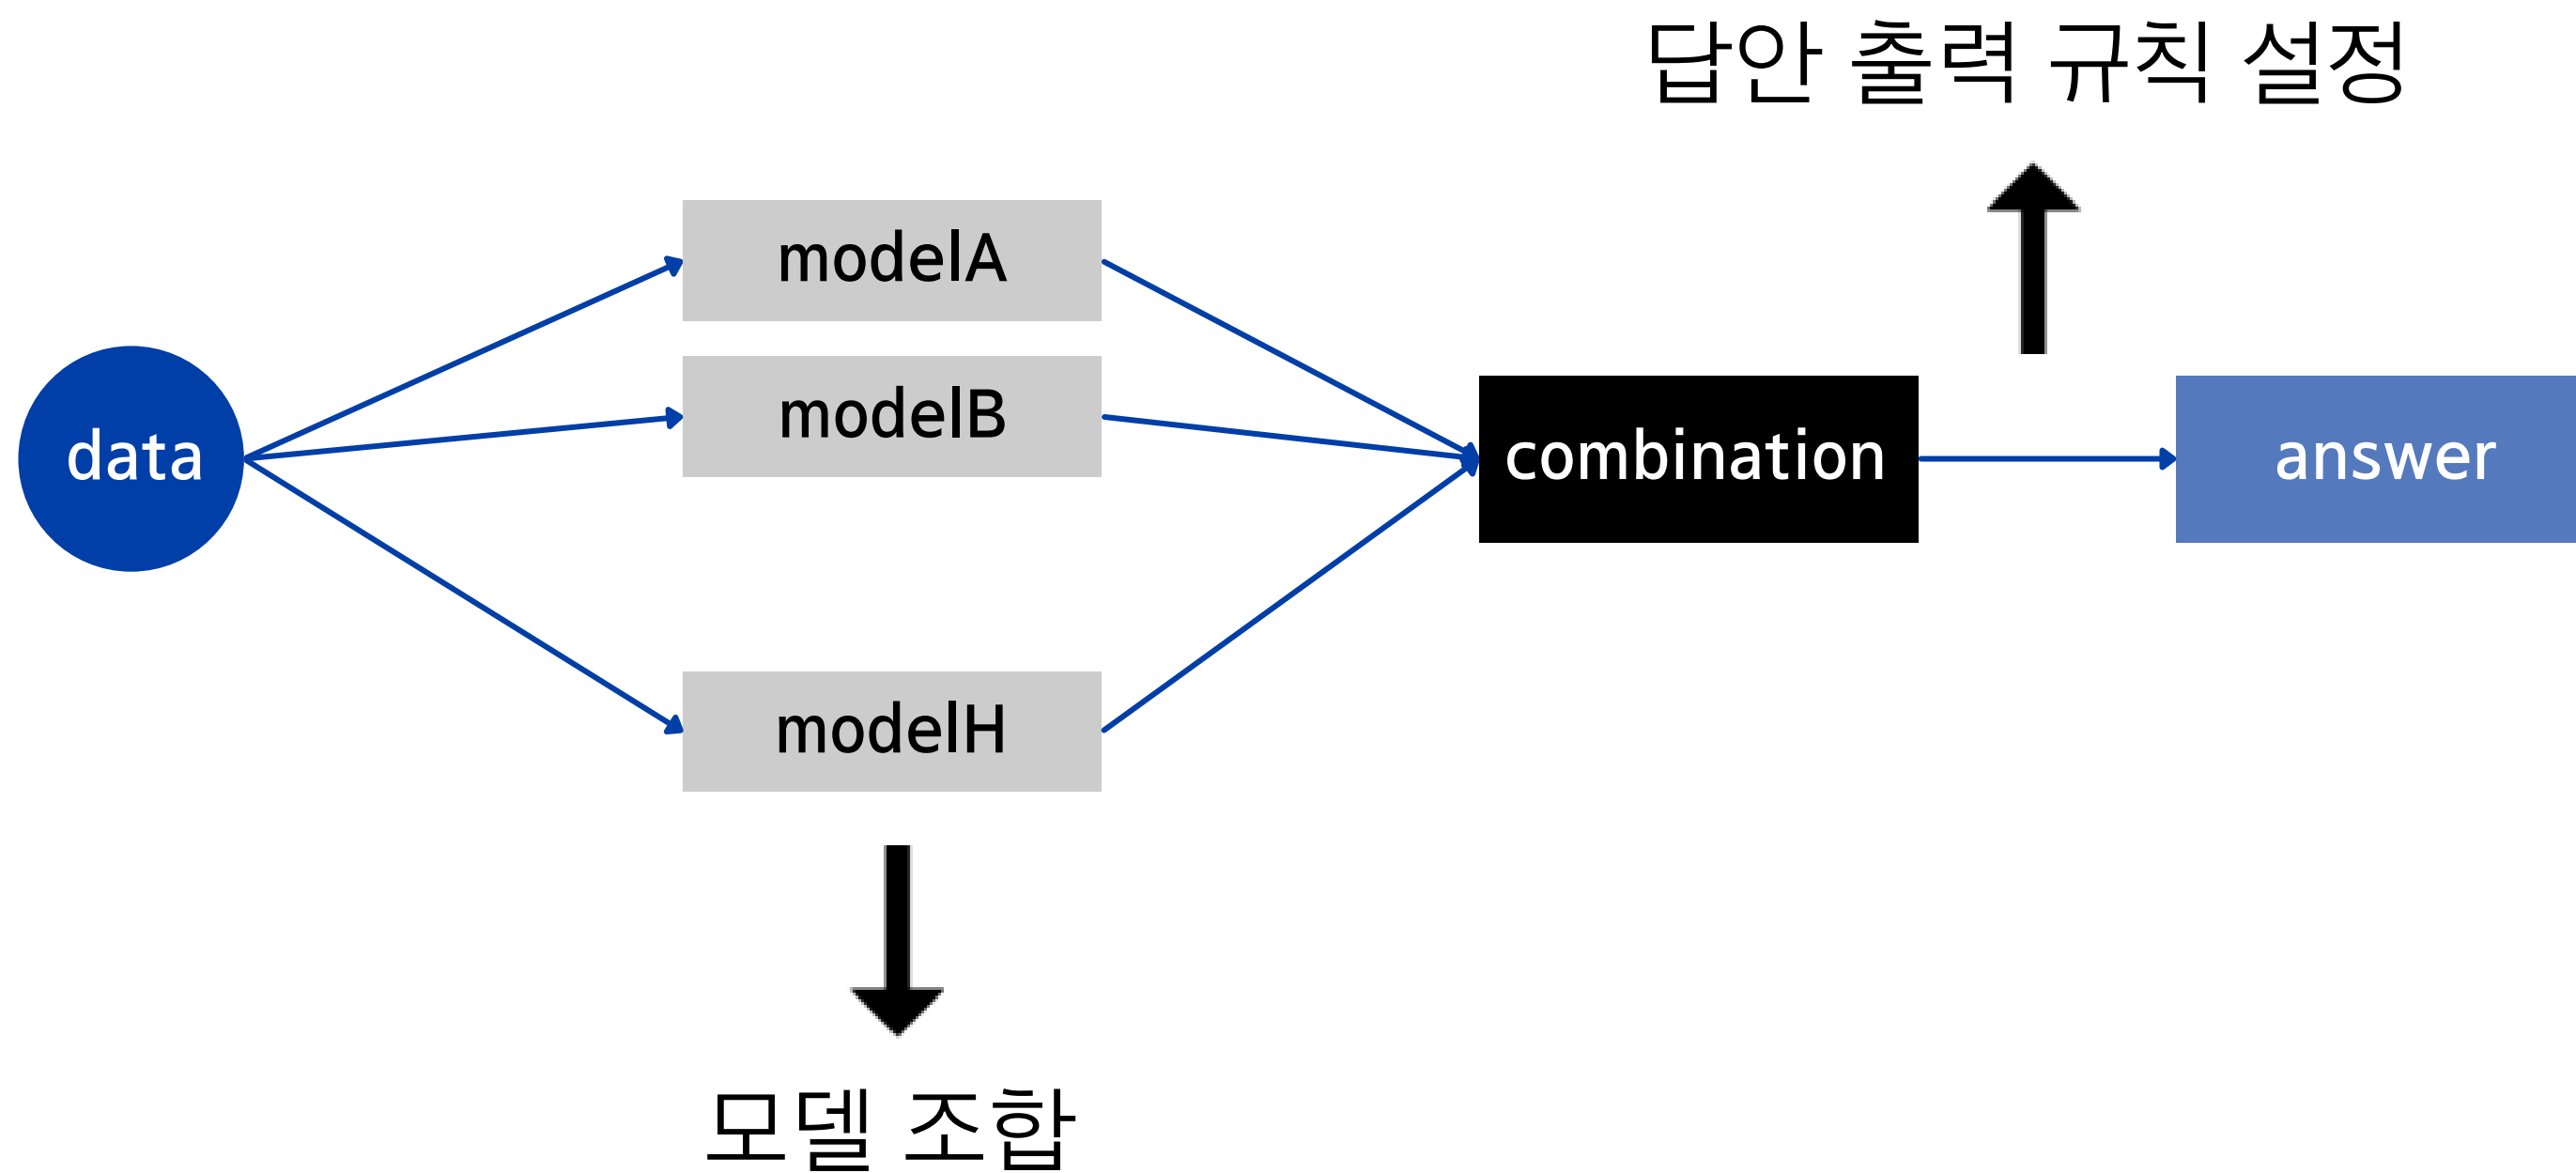 답안 출력 규칙 설정
modelA
modelB
data
combination
answer
modelH
모델 조합